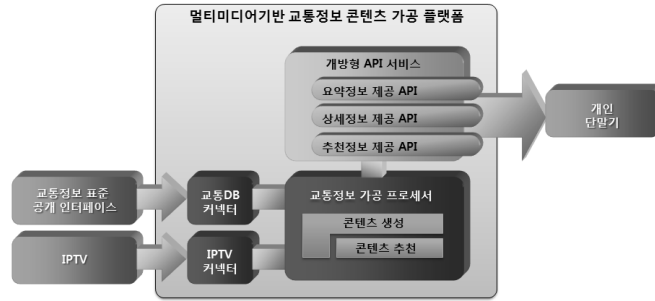 멀티미디어기반 교통정보 콘텐츠 가공 플랫폼
개방형 API 서비스
요약정보 제공 API
상세정보 제공 API
추천정보 제공 API
개인
단말기
교통정보 표준
공개 인터페이스
교통DB
커넥터
교통정보 가공 프로세서
콘텐츠 생성
콘텐츠 추천
IPTV
IPTV
커넥터